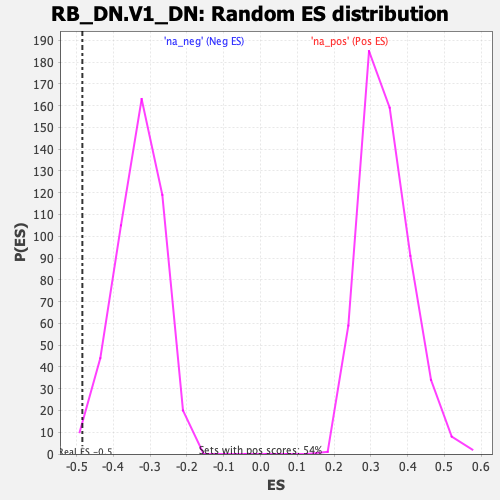 RB_DN.V1_DN: Random ES distribution
'na_neg' (Neg ES) 'na_pos' (Pos ES)
190
180
170
160
150
140
130
120
110
100
90
80
70
60
50
40
30
20
10
0
P(ES)
Real ES -0.5
Sets with pos scores: 54%
-0.5 -0.4 -0.3 -0.2 -0.1 0.0 0.1 0.2 0.3 0.4 0.5 0.6
ES